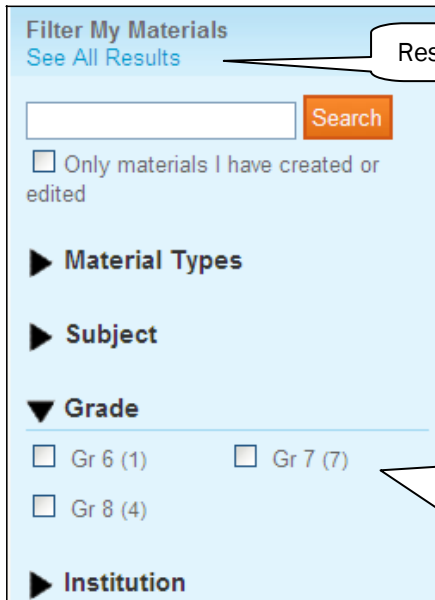 Filter My Materials
See All Results
Search
Only materials I have created or
edited
Material Types
Subject
Grade
Gr 6 (1) Gr 7 (7)
Gr 8 (4)
Institution